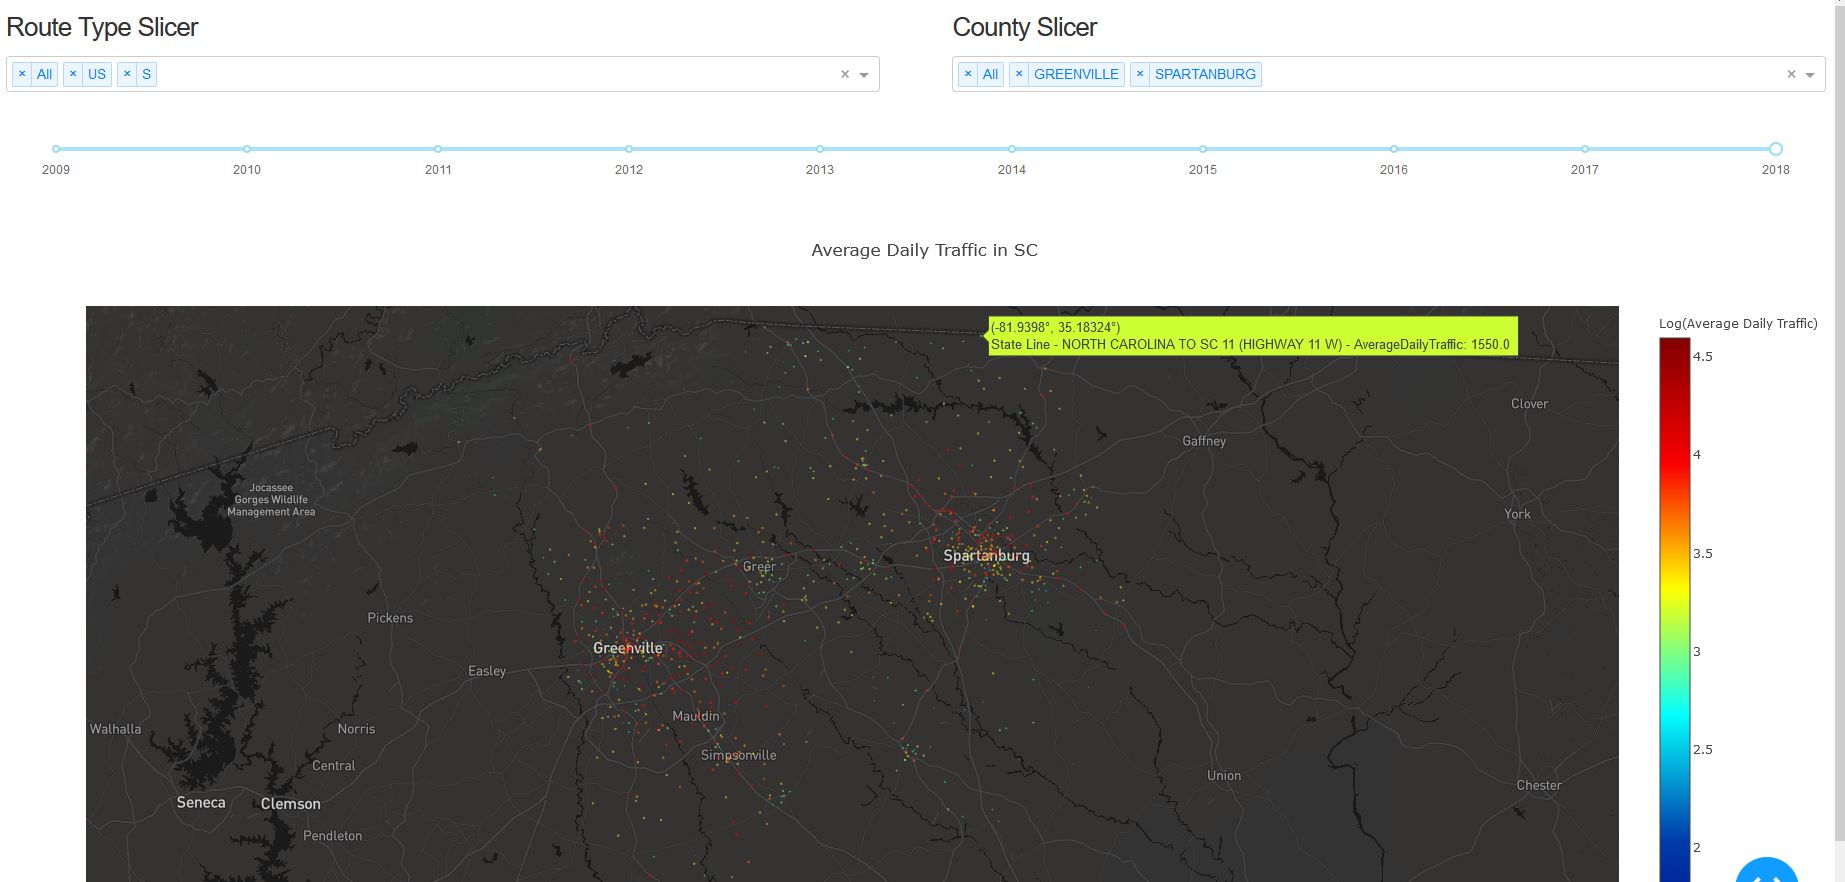 Route Type Slicer
County Slicer
× All × US × S
× All × GREENVILLE × SPARTANBURG
2009 2010 2011 2012 2013 2014 2015 2016 2017 2018
Average Daily Traffic in SC
(-81.9398°, 35.18324°)
State Line - NORTH CAROLINA TO SC 11 (HIGHWAY 11 W) - AverageDailyTraffic: 1550.0
Log(Average Daily Traffic)
4.5
4
3.5
3
2.5
2
Clover
Gaffney
Jocassee
Gorges Wildlife
Management Area
York
Spartanburg
Greer
Pickens
Greenville
Easley
Mauldin
Walhalla
Norris
Simpsonville
Central
Union
Chester
Seneca
Clemson
Pendleton